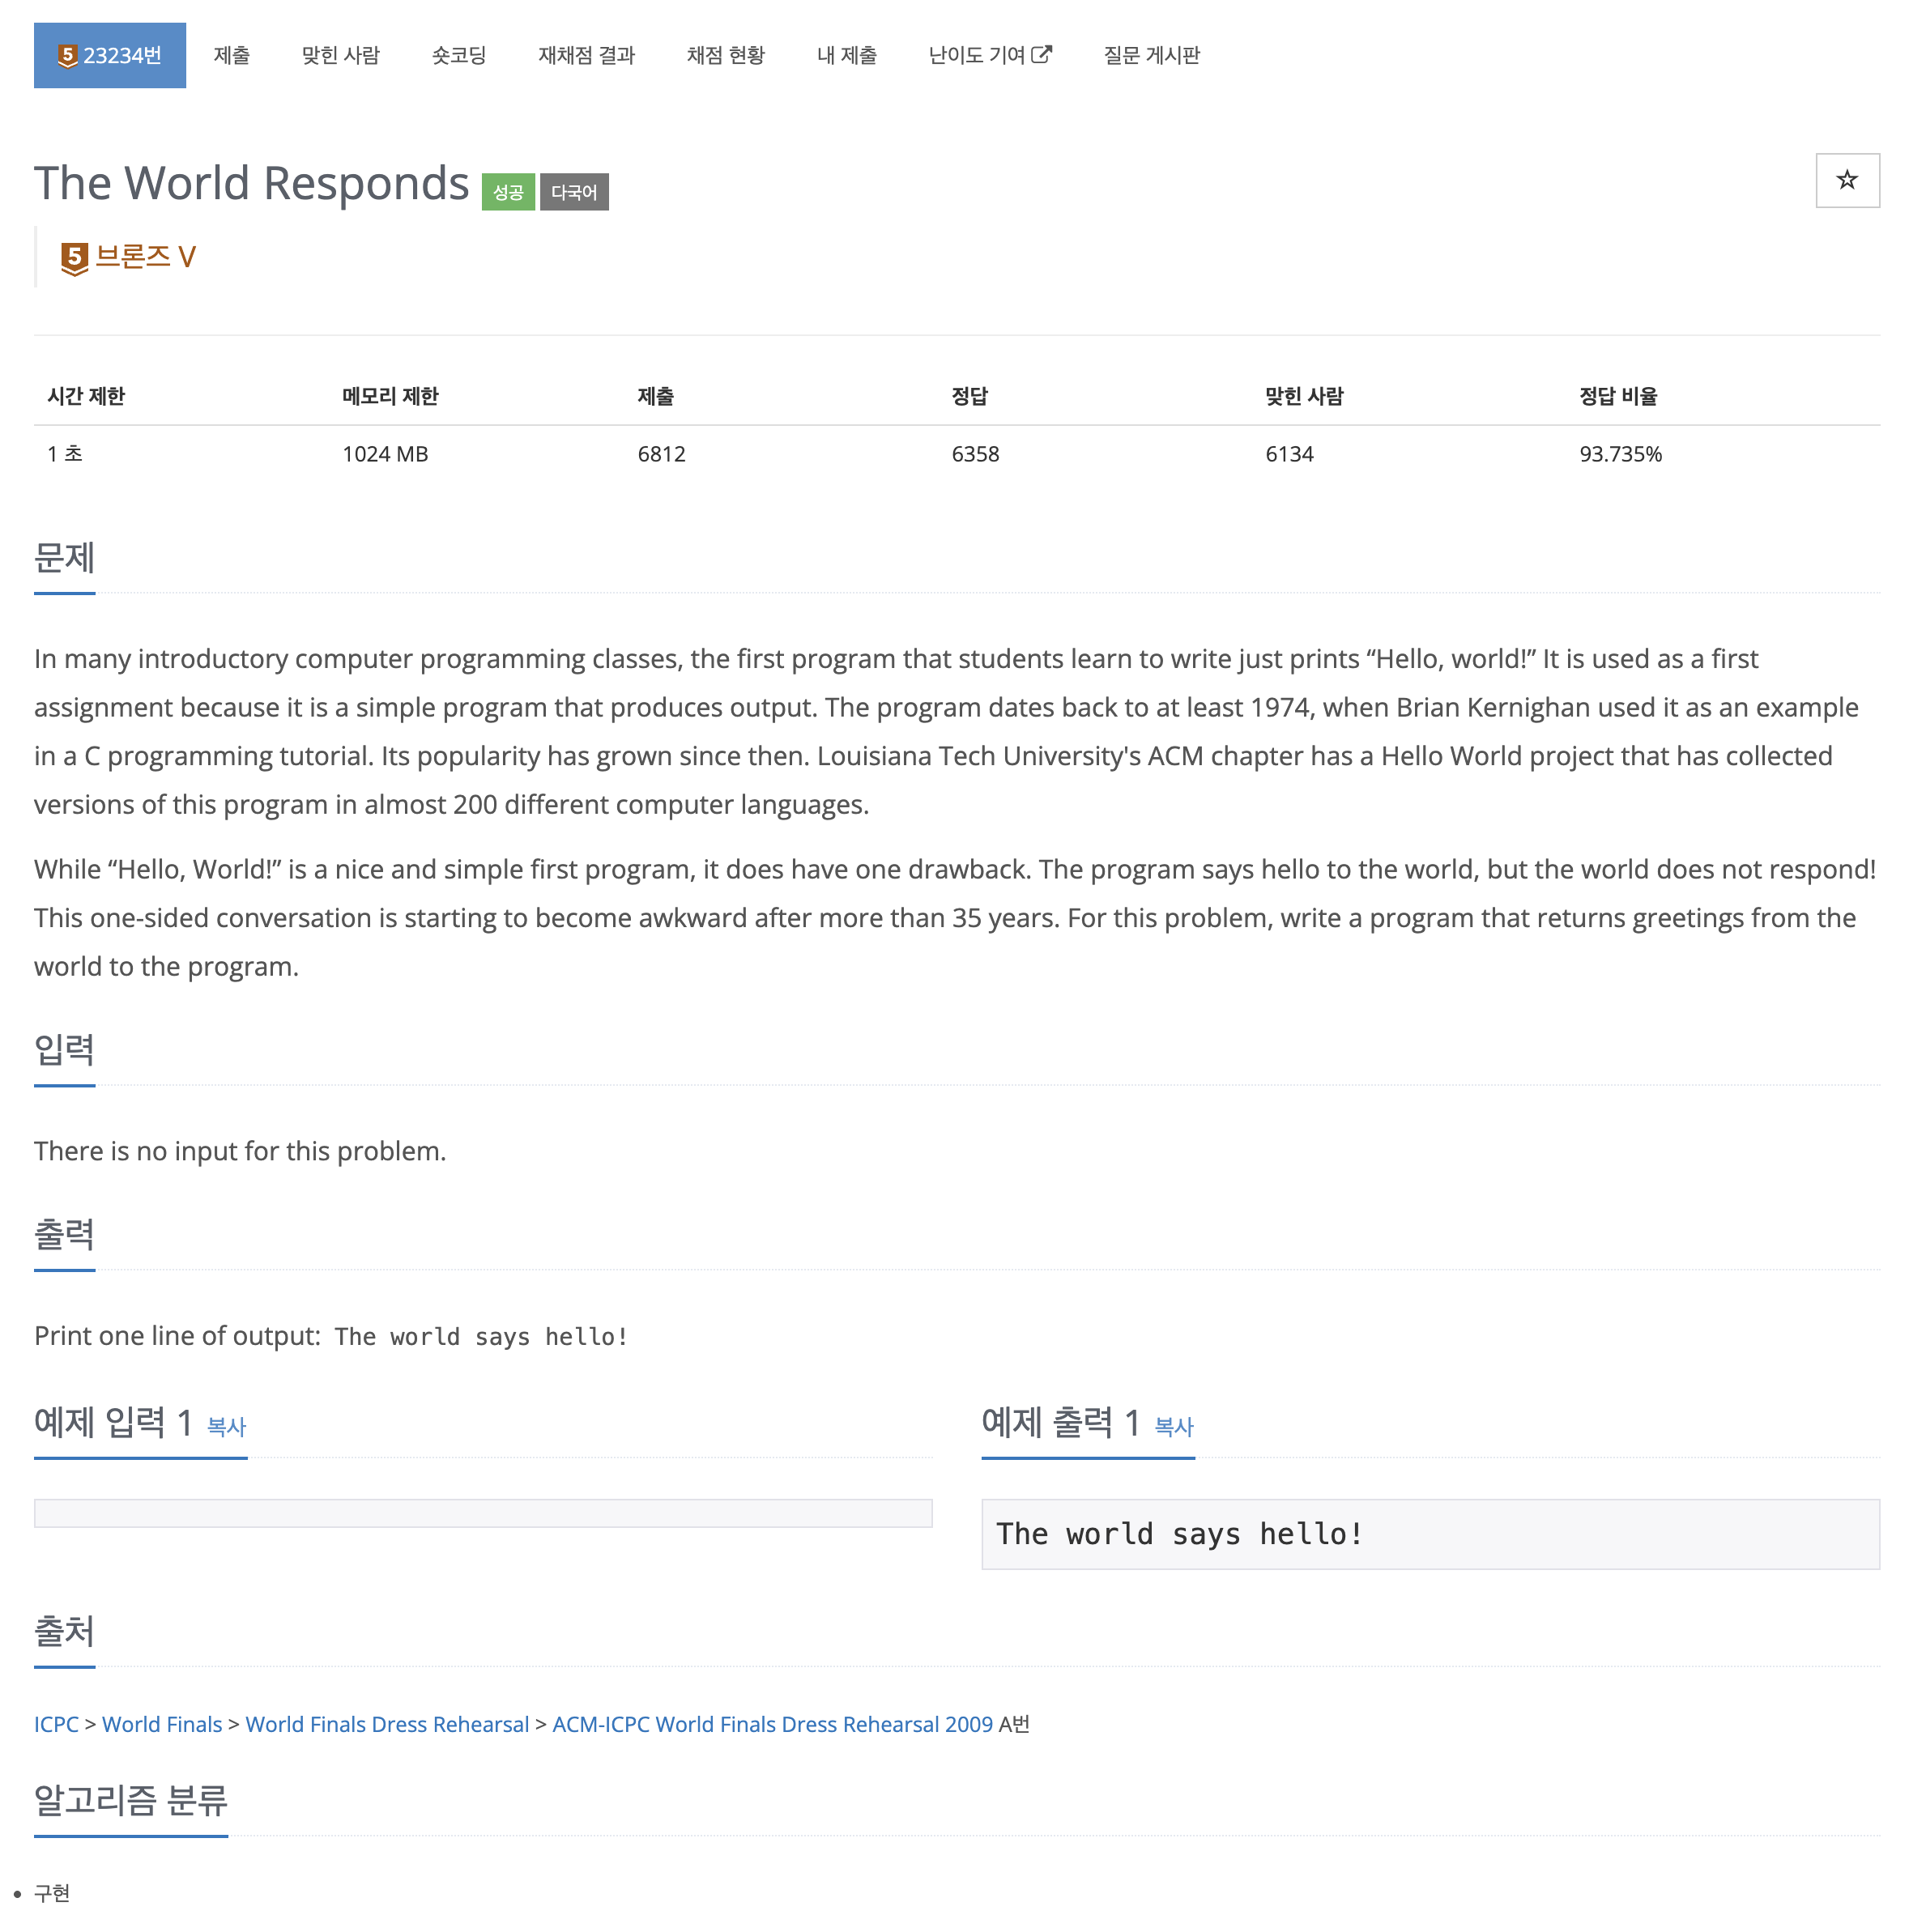 5 23234번 제출 맞힌 사람 숏코딩 재채점 결과 채점 현황 내 제출 난이도 기여 질문 게시판
The World Responds 성공 다국어
5 브론즈 V
시간 제한 메모리 제한 제출 정답 맞힌 사람 정답 비율
1 초 1024 MB 6812 6358 6134 93.735%
문제
In many introductory computer programming classes, the first program that students learn to write just prints “Hello, world!” It is used as a first
assignment because it is a simple program that produces output. The program dates back to at least 1974, when Brian Kernighan used it as an example
in a C programming tutorial. Its popularity has grown since then. Louisiana Tech University's ACM chapter has a Hello World project that has collected
versions of this program in almost 200 different computer languages.
While “Hello, World!” is a nice and simple first program, it does have one drawback. The program says hello to the world, but the world does not respond!
This one-sided conversation is starting to become awkward after more than 35 years. For this problem, write a program that returns greetings from the
world to the program.
입력
There is no input for this problem.
출력
Print one line of output: The world says hello!
예제 입력 1 복사
예제 출력 1 복사
The world says hello!
출처
ICPC > World Finals > World Finals Dress Rehearsal > ACM-ICPC World Finals Dress Rehearsal 2009 A번
알고리즘 분류
• 구현